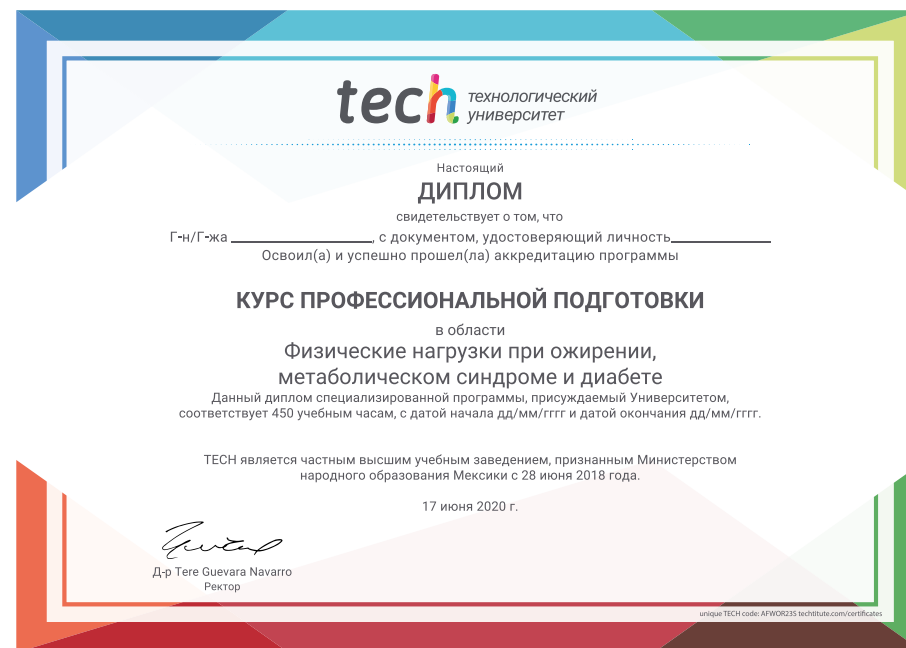 tech технологический
университет
Настоящий
ДИПЛОМ
свидетельствует о том, что
Г-н/Г-жа ____________________, с документом, удостоверяющий личность______________
Освоил(а) и успешно прошел(ла) аккредитацию программы
КУРС ПРОФЕССИОНАЛЬНОЙ ПОДГОТОВКИ
в области
Физические нагрузки при ожирении,
метаболическом синдроме и диабете
Данный диплом специализированной программы, присуждаемый Университетом,
соответствует 450 учебным часам, с датой начала дд/мм/гггг и датой окончания дд/мм/гггг.
TECH является частным высшим учебным заведением, признанным Министерством
народного образования Мексики с 28 июня 2018 года.
17 июня 2020 г.
Д-р Tere Guevara Navarro
Ректор
unique TECH code: AFWOR23S techtitute.com/certificates